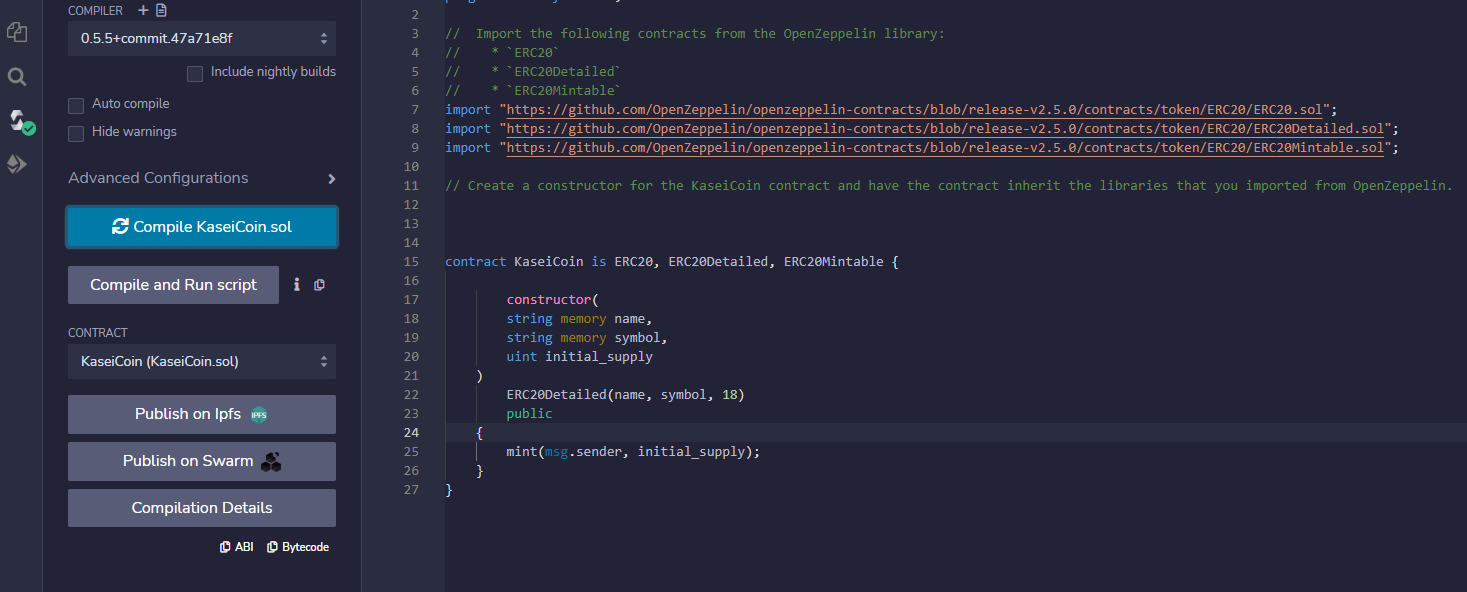 COMPILER
0.5.5+commit.47a71e8f
Include nightly builds
Auto compile
Hide warnings
Advanced Configurations
Compile KaseiCoin.sol
Compile and Run script
CONTRACT
KaseiCoin (KaseiCoin.sol)
Publish on Ipfs IPFS
Publish on Swarm
Compilation Details
ABI Bytecode
2
3 //  Import the following contracts from the OpenZeppelin library:
4 //    * `ERC20`
5 //    * `ERC20Detailed`
6 //    * `ERC20Mintable`
7 import "https://github.com/OpenZeppelin/openzeppelin-contracts/blob/release-v2.5.0/contracts/token/ERC20/ERC20.sol";
8 import "https://github.com/OpenZeppelin/openzeppelin-contracts/blob/release-v2.5.0/contracts/token/ERC20/ERC20Detailed.sol";
9 import "https://github.com/OpenZeppelin/openzeppelin-contracts/blob/release-v2.5.0/contracts/token/ERC20/ERC20Mintable.sol";
10
11 // Create a constructor for the KaseiCoin contract and have the contract inherit the libraries that you imported from OpenZeppelin.
12
13
14
15 contract KaseiCoin is ERC20, ERC20Detailed, ERC20Mintable {
16
17         constructor(
18         string memory name,
19         string memory symbol,
20         uint initial_supply
21     )
22         ERC20Detailed(name, symbol, 18)
23         public
24     {
25         mint(msg.sender, initial_supply);
26     }
27 }